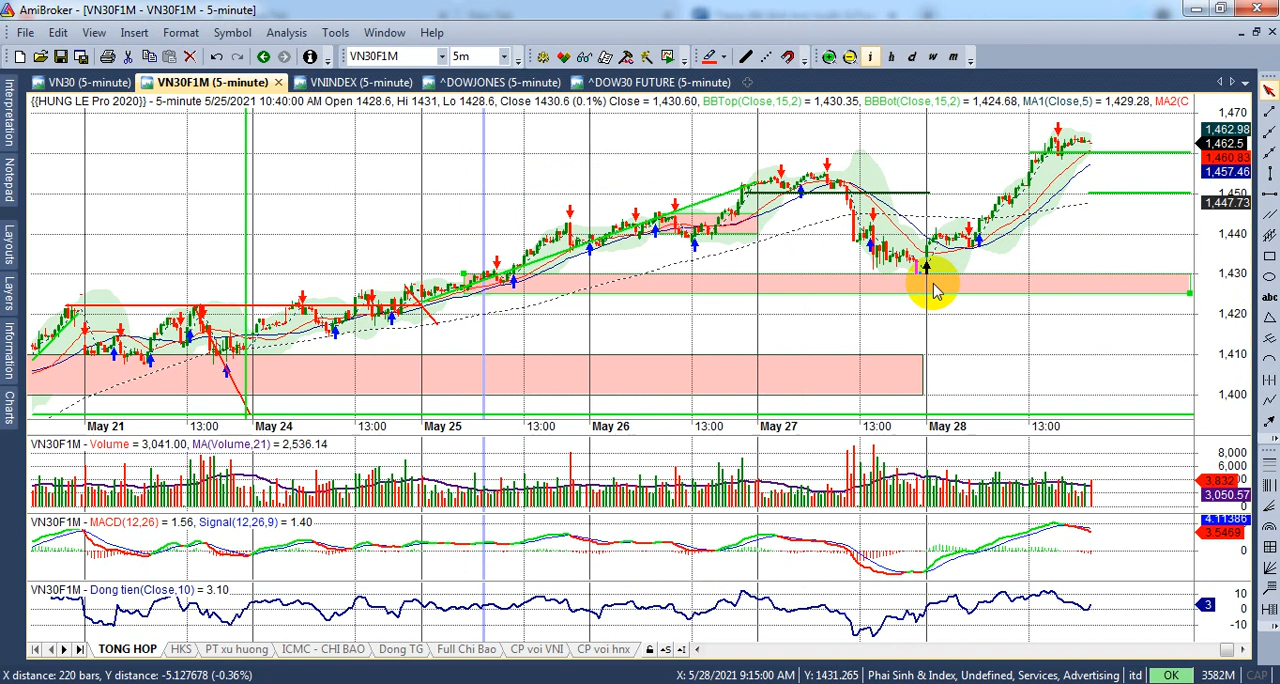 AmiBroker - [VN30F1M - 5-minute]
File Edit View Insert Format Symbol Analysis Tools Window Help
VN30F1M 5m i h d w m
VN30 (5-minute) VN30F1M (5-minute) VNINDEX (5-minute) ^DOWJONES (5-minute) ^DOW30 FUTURE (5-minute)
{{HUNG LE Pro 2020}} - 5-minute 5/25/2021 10:40:00 AM Open 1428.6, Hi 1431, Lo 1428.6, Close 1430.6 (0.1%) Close = 1,430.60, BBTop(Close,15,2) = 1,430.35, BBBot(Close,15,2) = 1,424.68, MA1(Close,5) = 1,429.28, MA2(C
Interpretation
Notepad
Layouts
Layers
Information
Charts
abc
1,470
1,462.98
1,462.5
1,460.83
1,457.46
1,450
1,447.73
1,440
1,430
1,420
1,410
1,400
May 21 13:00 May 24 13:00 May 25 13:00 May 26 13:00 May 27 13:00 May 28 13:00
VN30F1M - Volume = 3,041.00, MA(Volume,21) = 2,536.14
8,000
6,000
3,832
3,050.57
0
VN30F1M - MACD(12,26) = 1.56, Signal(12,26,9) = 1.40
4.11386
3.5469
0
VN30F1M - Dong tien(Close,10) = 3.10
10
3
0
-10
TONG HOP HKS PT xu huong ICMC - CHI BAO Dong TG Full Chi Bao CP voi VNI CP voi hnx
X distance: 220 bars, Y distance: -5.127678 (-0.36%) X: 5/28/2021 9:15:00 AM Y: 1431.265 Phai Sinh & Index, Undefined, Services, Advertising itd OK 3582M CAP